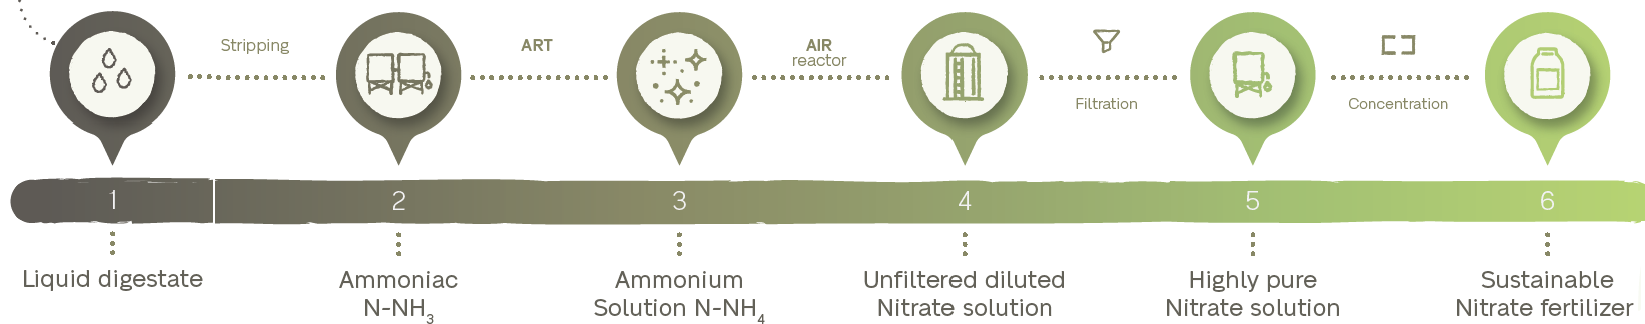 Stripping
ART
AIR
reactor
Filtration
Concentration
1
2
3
4
5
6
Liquid digestate
Ammoniac
N-NH₃
Ammonium
Solution N-NH₄
Unfiltered diluted
Nitrate solution
Highly pure
Nitrate solution
Sustainable
Nitrate fertilizer